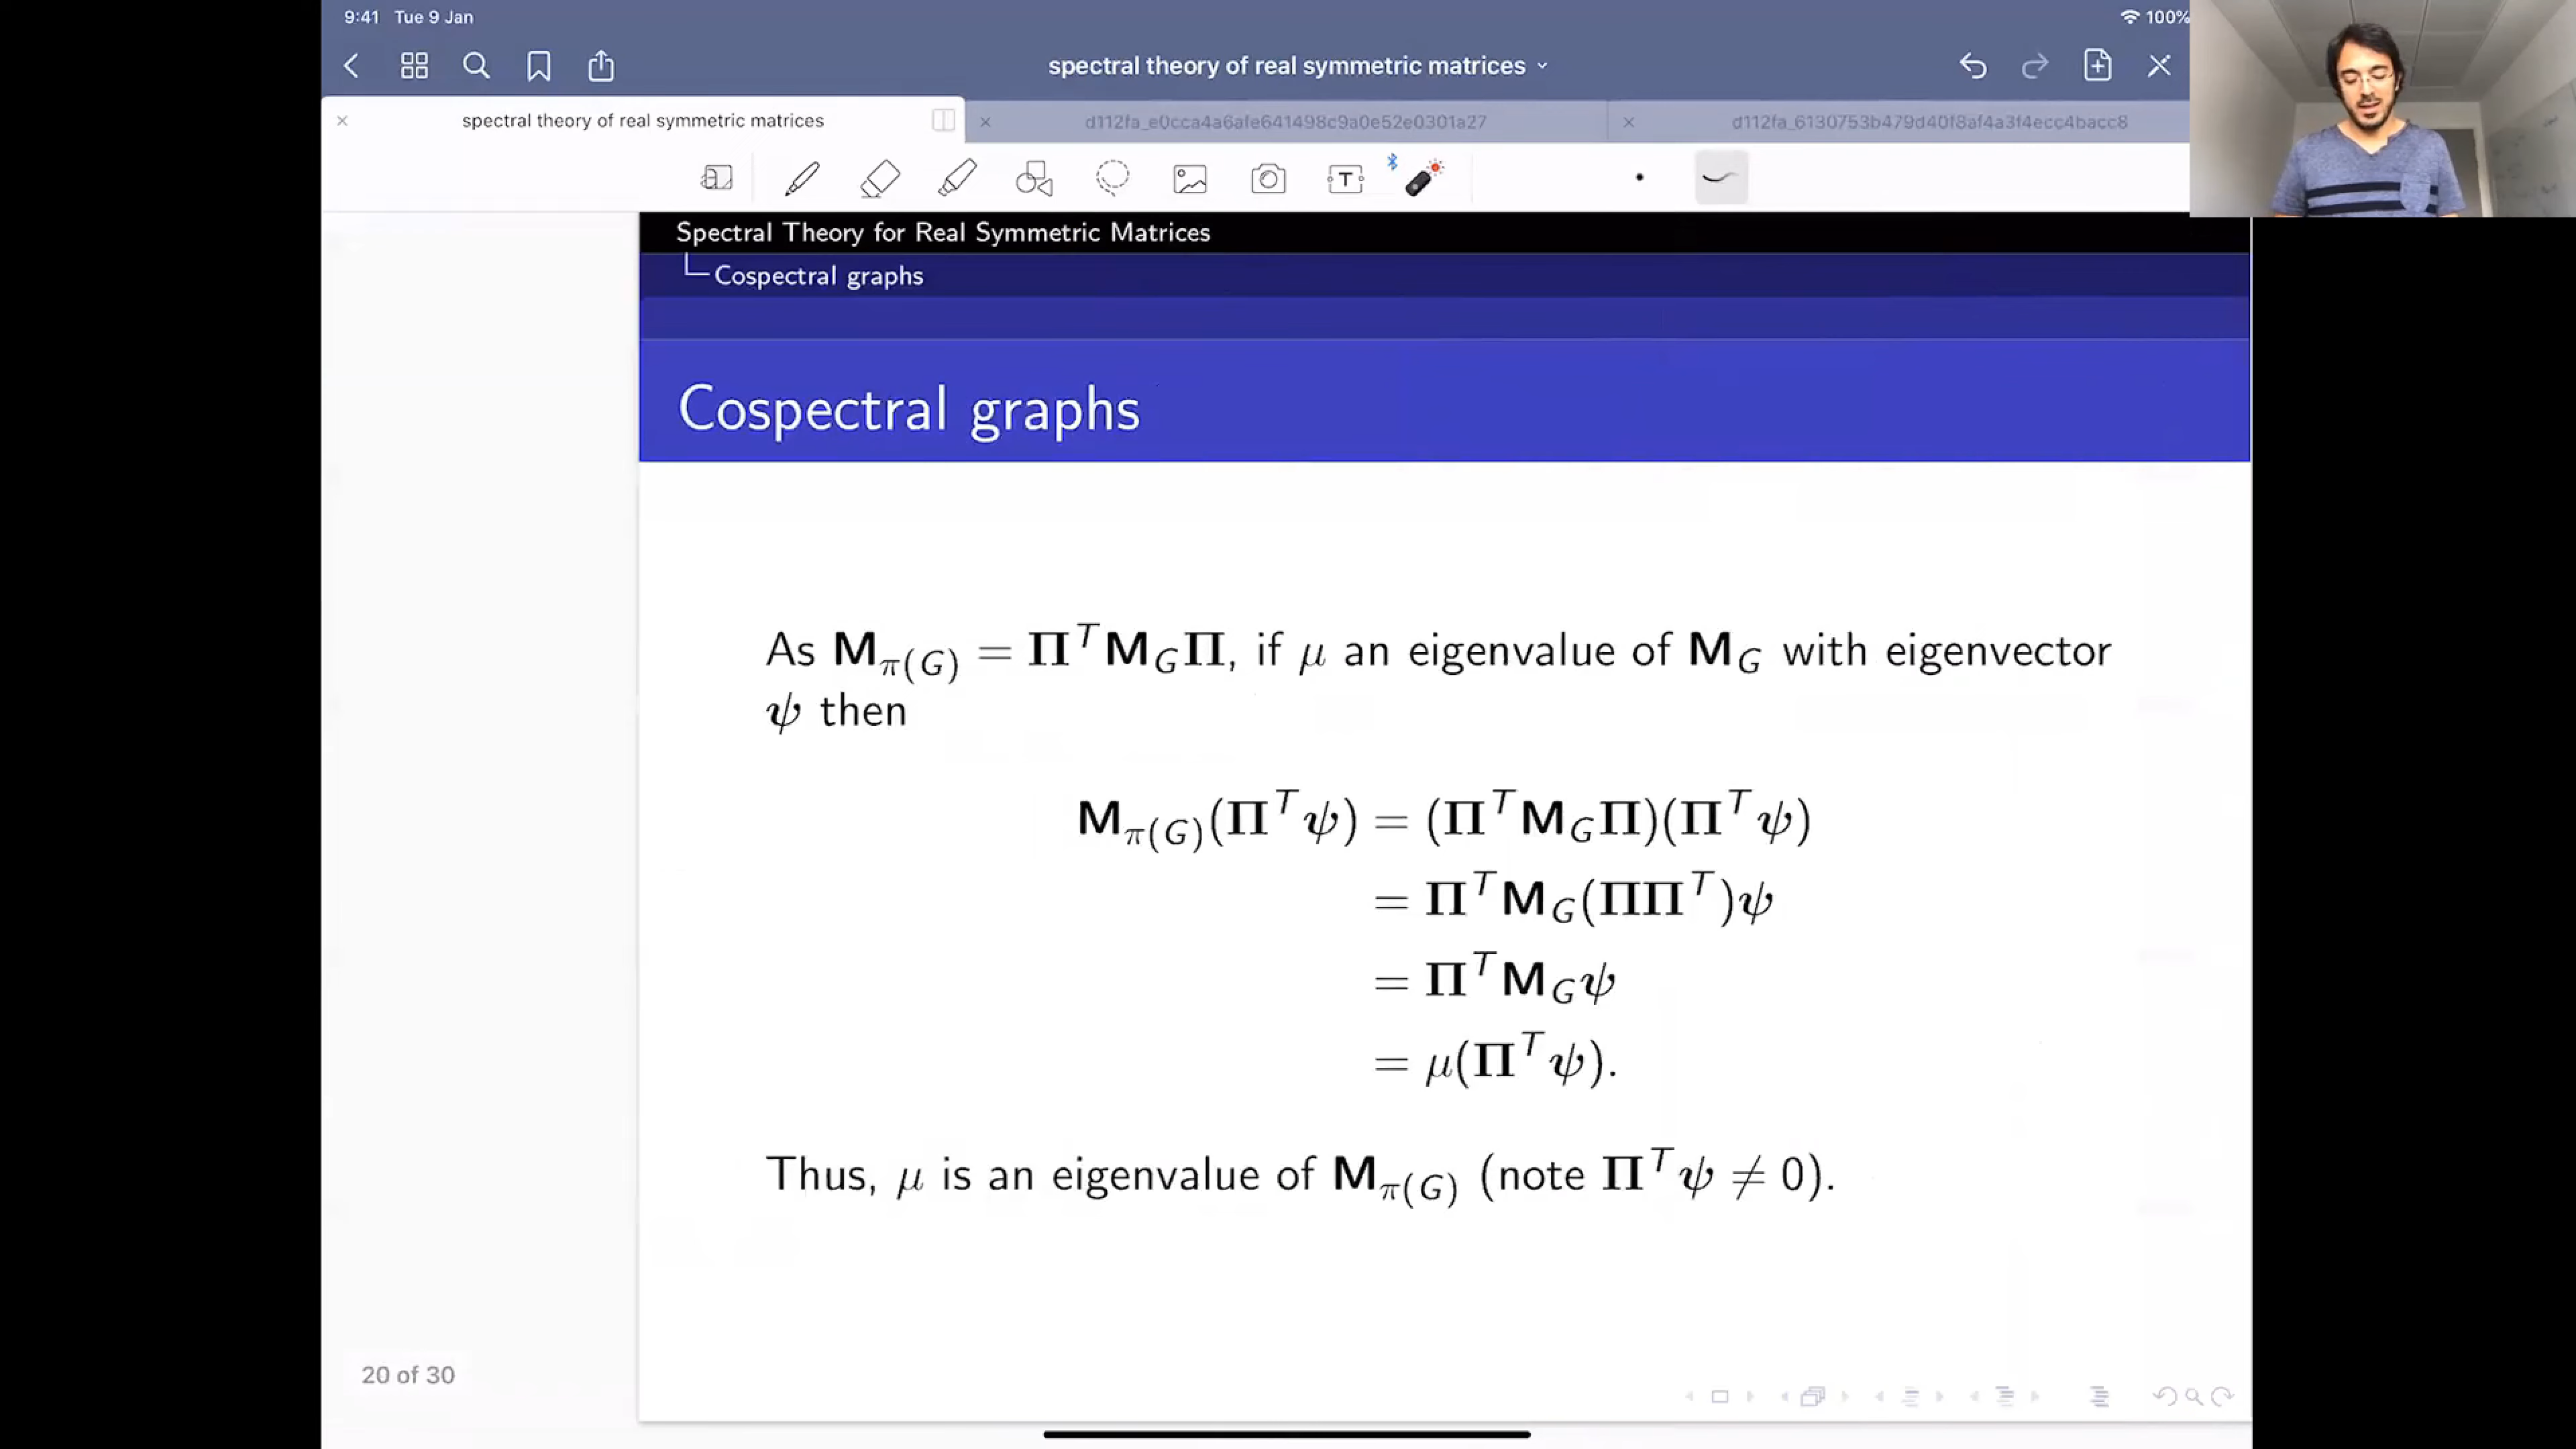 9:41 Tue 9 Jan
100%
spectral theory of real symmetric matrices
spectral theory of real symmetric matrices
d112fa_e0cca4a6afe641498c9a0e52e0301a27
d112fa_6130753b479d40f8af4a3f4ecc4bacc8
Spectral Theory for Real Symmetric Matrices
Cospectral graphs
Cospectral graphs
As M_{π(G)} = Π^T M_G Π, if μ an eigenvalue of M_G with eigenvector
ψ then
M_{π(G)}(Π^T ψ) = (Π^T M_G Π)(Π^T ψ)
= Π^T M_G (ΠΠ^T)ψ
= Π^T M_G ψ
= μ(Π^T ψ).
Thus, μ is an eigenvalue of M_{π(G)} (note Π^T ψ ≠ 0).
20 of 30